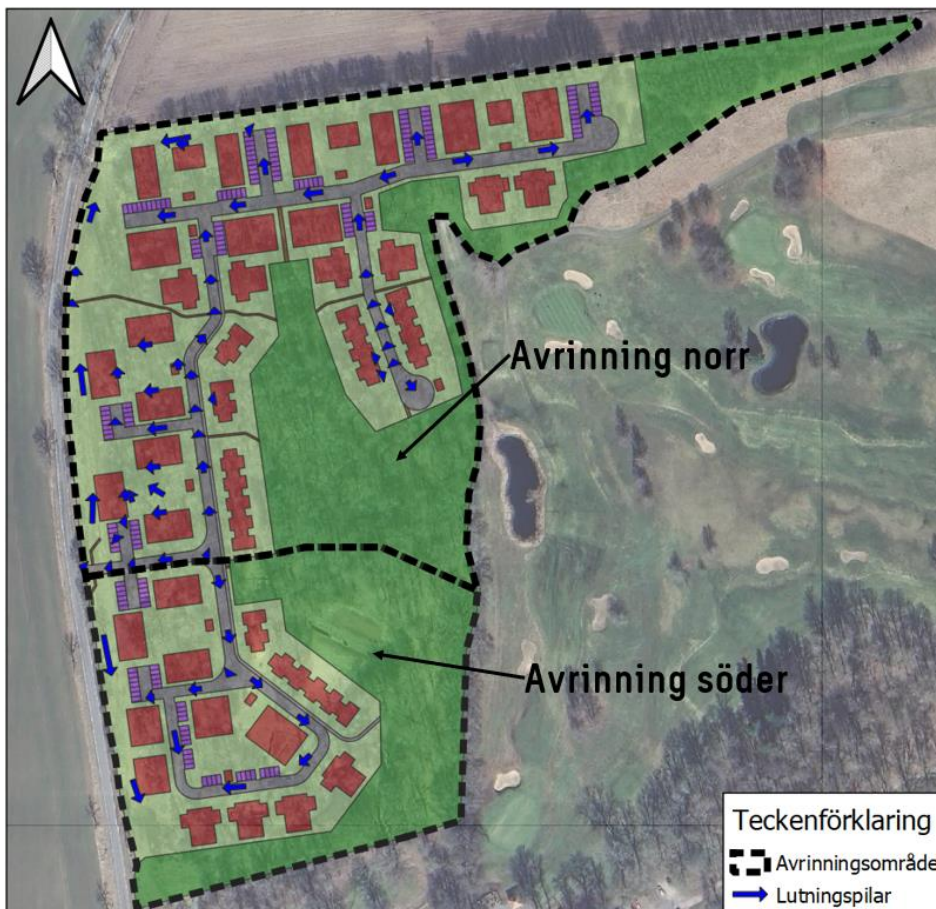 Avrinning norr
Avrinning söder
Teckenförklaring
Avrinningsområde
Lutningspilar